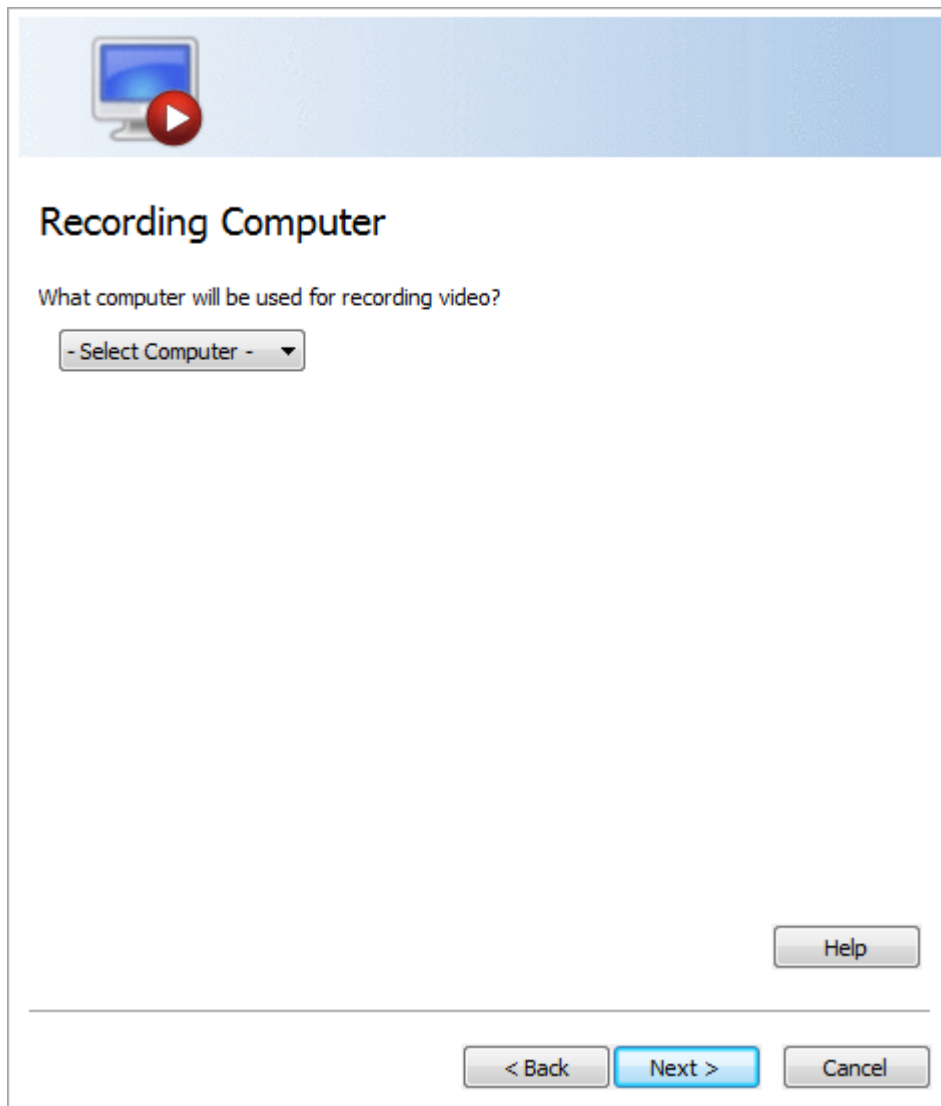 Recording Computer
What computer will be used for recording video?
- Select Computer -
Help
< Back Next > Cancel